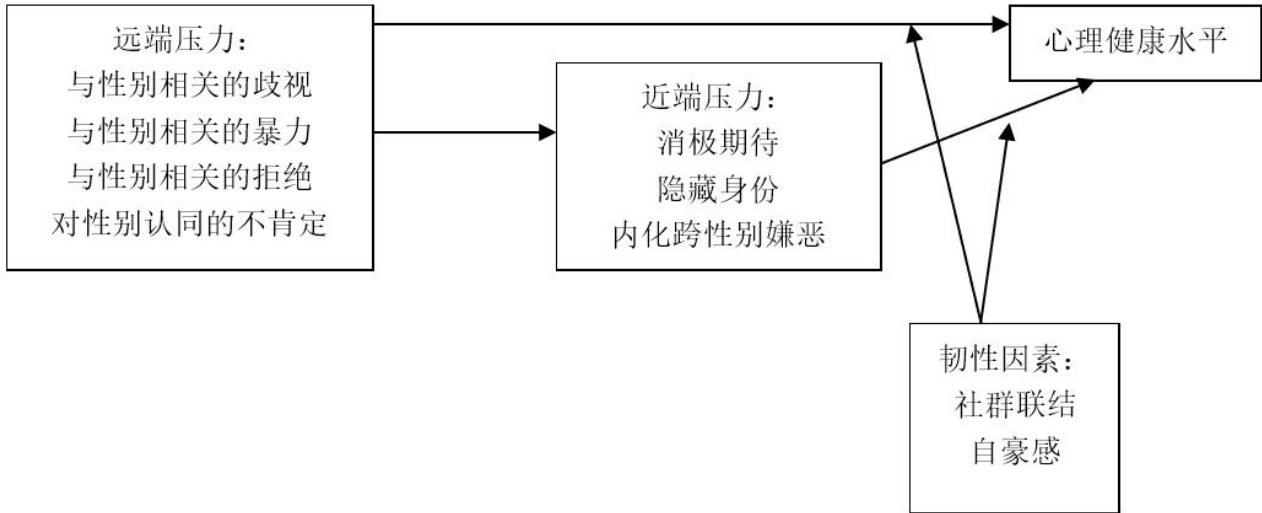 远端压力：
与性别相关的歧视
与性别相关的暴力
与性别相关的拒绝
对性别认同的不肯定
近端压力：
消极期待
隐藏身份
内化跨性别嫌恶
心理健康水平
韧性因素：
社群联结
自豪感